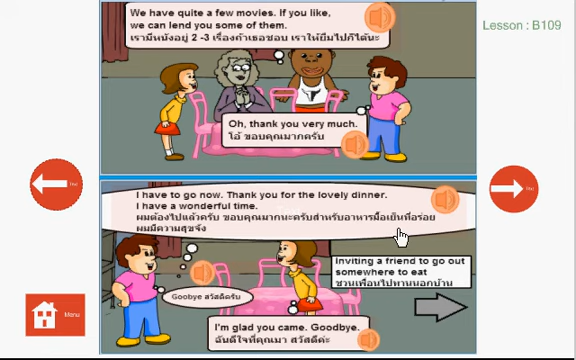 We have quite a few movies. If you like,
we can lend you some of them.
เรามีหนังอยู่ 2 -3 เรื่องถ้าเธอชอบ เราให้ยืมไปก็ได้นะ
Lesson : B109
Oh, thank you very much.
โอ้ ขอบคุณมากครับ
I have to go now. Thank you for the lovely dinner.
I have a wonderful time.
ผมต้องไปแล้วครับ ขอบคุณมากนะครับสำหรับอาหารมื้อเย็นที่อร่อย
ผมมีความสุขจัง
Inviting a friend to go out
somewhere to eat
ชวนเพื่อนไปทานนอกบ้าน
Goobye สวัสดีครับ
Menu
I'm glad you came. Goodbye.
ฉันดีใจที่คุณมา สวัสดีค่ะ